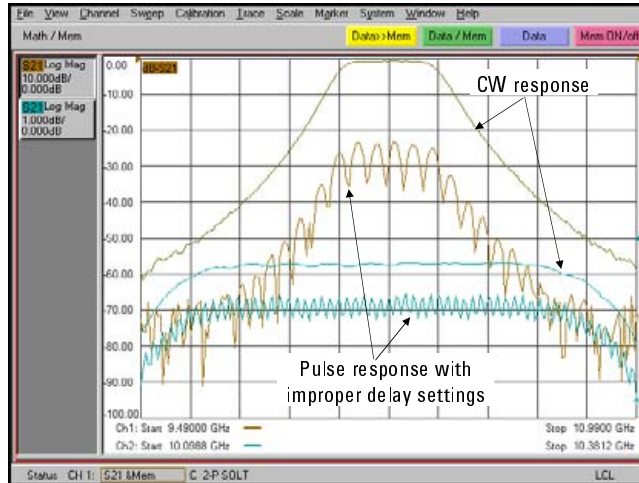 File View Channel Sweep Calibration Trace Scale Marker System Window Help
Math / Mem
Data>>Mem
Data / Mem
Data
Mem ON/off
S21 Log Mag
10.000dB/
0.000dB
S21 Log Mag
1.000dB/
0.000dB
0.00
dB-S21
-10.00
-20.00
-30.00
-40.00
-50.00
-60.00
-70.00
-80.00
-90.00
-100.00
CW response
Pulse response with
improper delay settings
Ch1: Start 9.49000 GHz
Stop 10.9900 GHz
Ch2: Start 10.0988 GHz
Stop 10.3812 GHz
Status CH 1: S21 &Mem C 2-P SOLT LCL